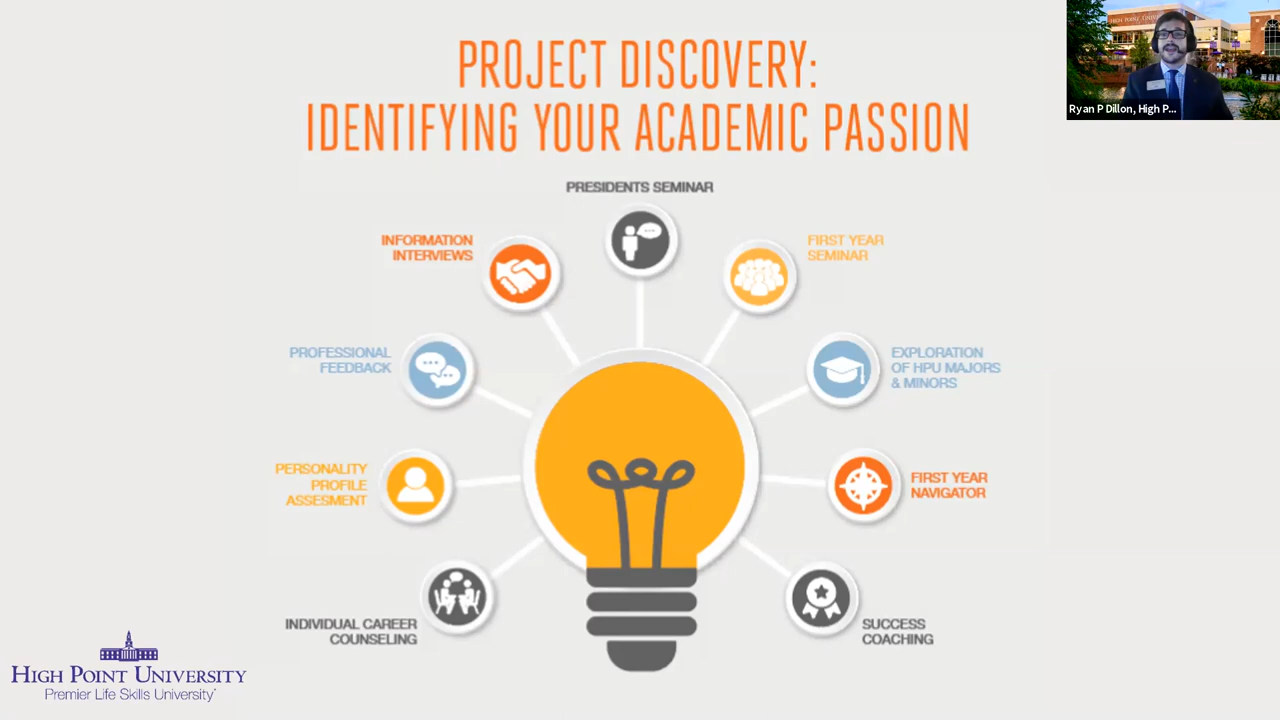 PROJECT DISCOVERY:
IDENTIFYING YOUR ACADEMIC PASSION
Ryan P Dillon, High P...
PRESIDENTS SEMINAR
INFORMATION
INTERVIEWS
FIRST YEAR
SEMINAR
PROFESSIONAL
FEEDBACK
EXPLORATION
OF HPU MAJORS
& MINORS
PERSONALITY
PROFILE
ASSESMENT
FIRST YEAR
NAVIGATOR
INDIVIDUAL CAREER
COUNSELING
SUCCESS
COACHING
HIGH POINT UNIVERSITY
Premier Life Skills University